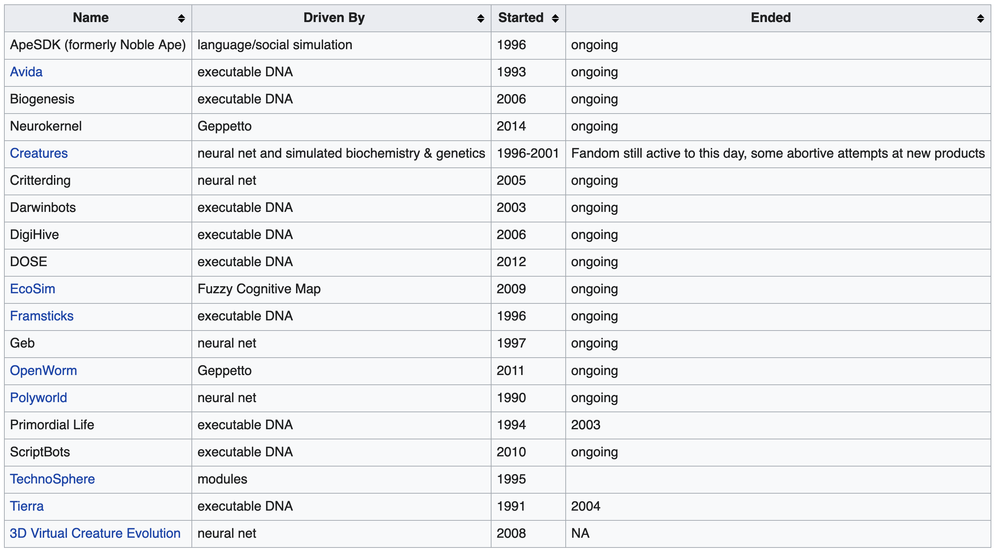 Name Driven By Started Ended
ApeSDK (formerly Noble Ape) language/social simulation 1996 ongoing
Avida executable DNA 1993 ongoing
Biogenesis executable DNA 2006 ongoing
Neurokernel Geppetto 2014 ongoing
Creatures neural net and simulated biochemistry & genetics 1996-2001 Fandom still active to this day, some abortive attempts at new products
Critterding neural net 2005 ongoing
Darwinbots executable DNA 2003 ongoing
DigiHive executable DNA 2006 ongoing
DOSE executable DNA 2012 ongoing
EcoSim Fuzzy Cognitive Map 2009 ongoing
Framsticks executable DNA 1996 ongoing
Geb neural net 1997 ongoing
OpenWorm Geppetto 2011 ongoing
Polyworld neural net 1990 ongoing
Primordial Life executable DNA 1994 2003
ScriptBots executable DNA 2010 ongoing
TechnoSphere modules 1995
Tierra executable DNA 1991 2004
3D Virtual Creature Evolution neural net 2008 NA